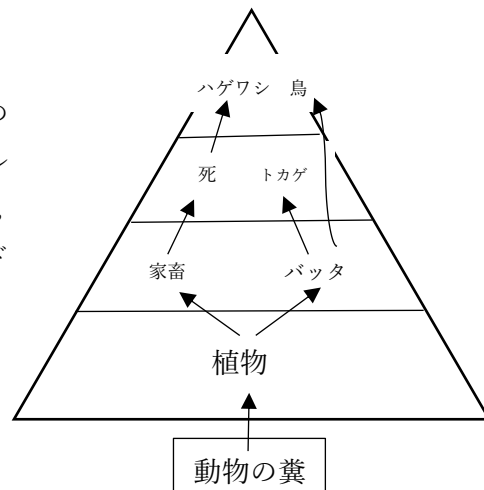 ハゲワシ 鳥
死 トカゲ
家畜 バッタ
植物
動物の糞